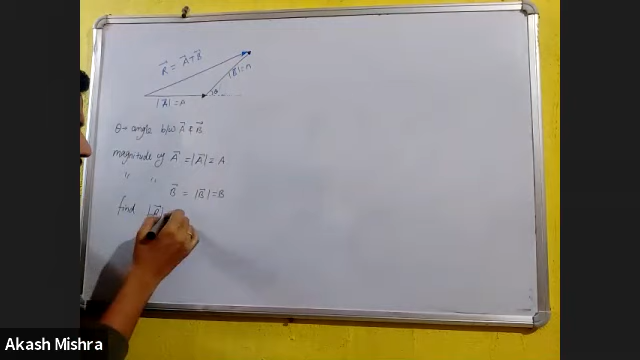 R⃗ = A⃗+B⃗
|B⃗|=
θ
|A⃗| = A
θ → angle b/w A⃗ & B⃗
magnitude of A⃗ = |A⃗| = A
" " B⃗ = |B⃗| = B
find |R⃗|
Akash Mishra